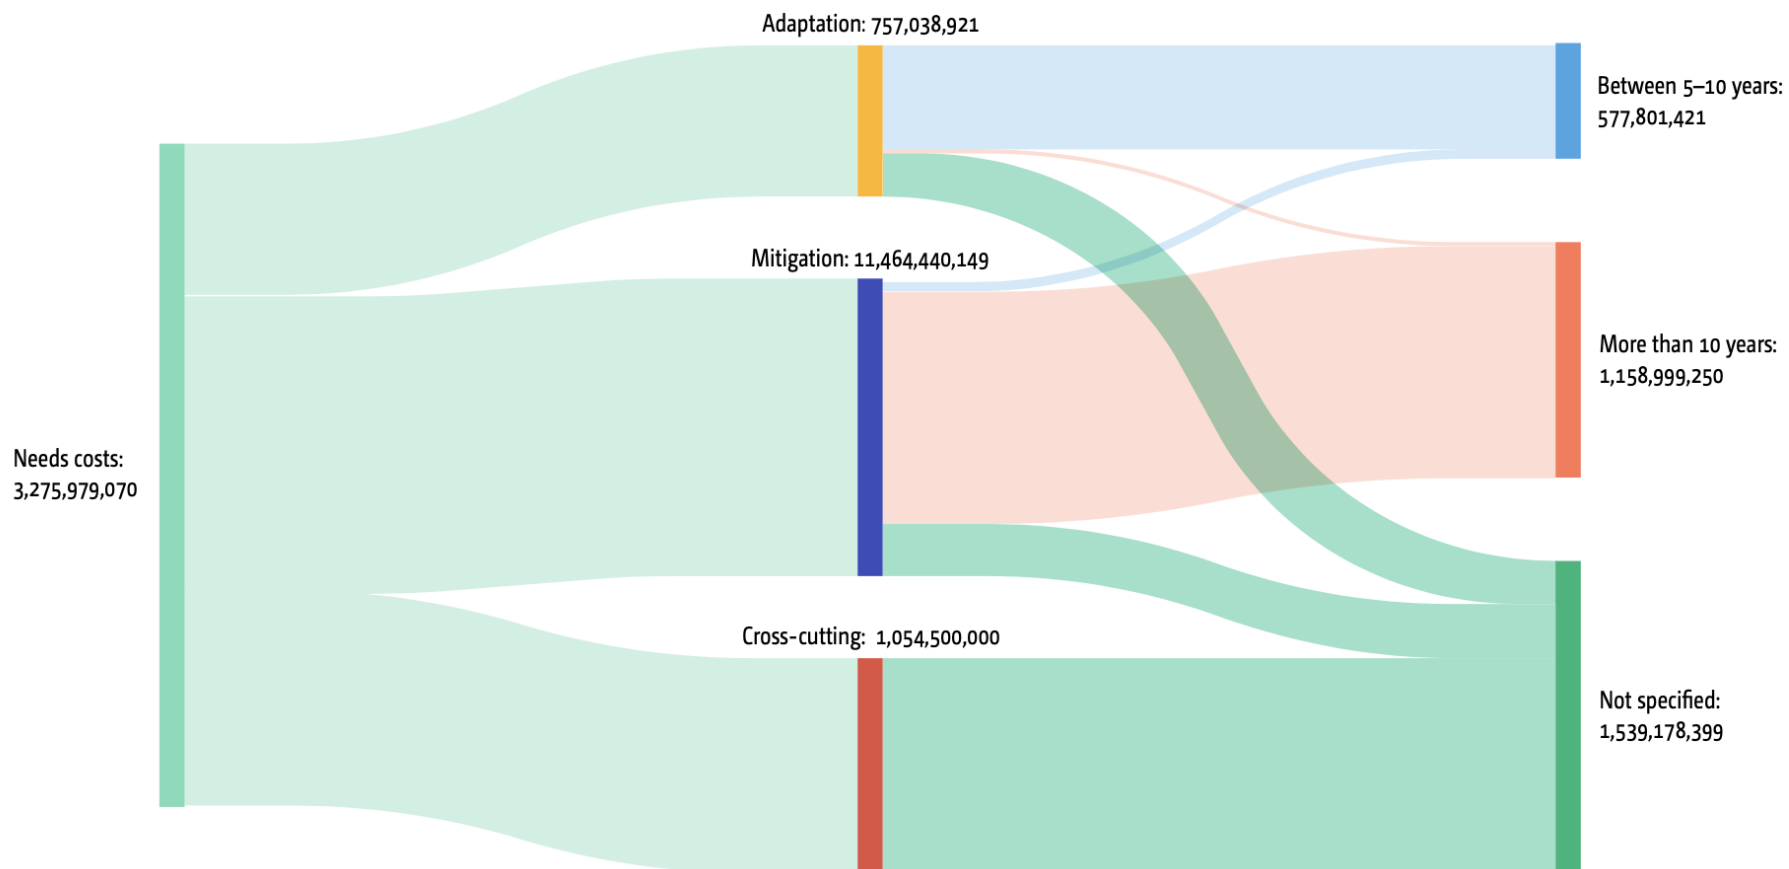 Adaptation: 757,038,921
Between 5–10 years:
577,801,421
Mitigation: 11,464,440,149
More than 10 years:
1,158,999,250
Needs costs:
3,275,979,070
Cross-cutting: 1,054,500,000
Not specified:
1,539,178,399